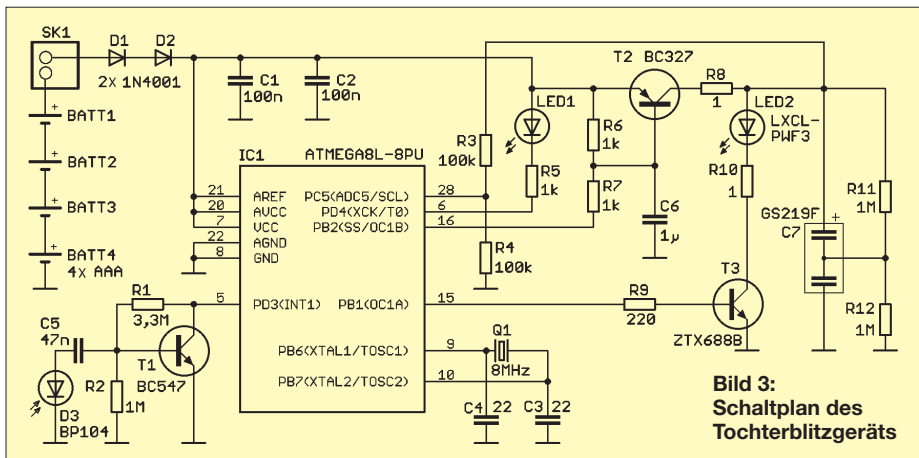 SK1
D1 D2
2X 1N4001
C1
100n
C2
100n
T2 BC327
R8
1
LED1
LED2
LXCL-
PWF3
BATT1
BATT2
BATT3
BATT4
4X AAA
R3
100k
R6
1k
R5
1k
R7
1k
R10
1
R11
1M
IC1 ATMEGA8L-8PU
21 AREF
20 AVCC
7 VCC
22 AGND
8 GND
PC5(ADC5/SCL) 28
PD4(XCK/T0) 6
PB2(SS/OC1B) 16
C6
1µ
GS219F
C7
R4
100k
R1
3,3M
5 PD3(INT1)
PB1(OC1A) 15
R9
220
T3
ZTX688B
R12
1M
C5
47n
T1
BC547
R2
1M
D3
BP104
PB6(XTAL1/TOSC1) 9
PB7(XTAL2/TOSC2) 10
Q1
8MHz
C4 22
C3 22
Bild 3:
Schaltplan des
Tochterblitzgeräts